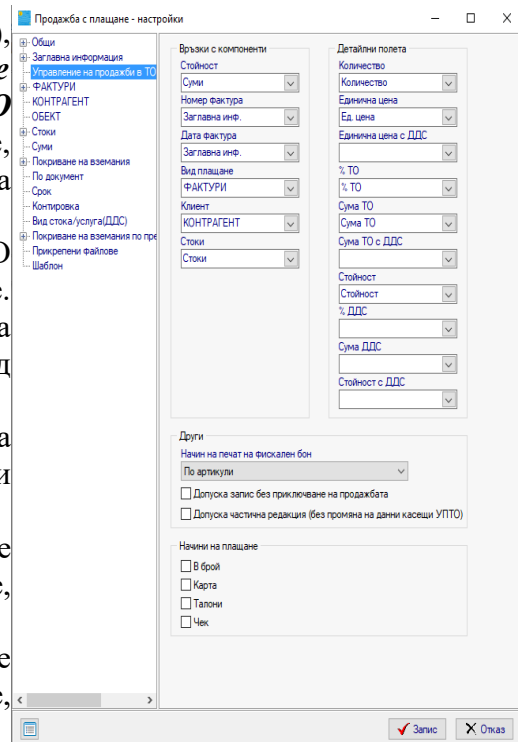 Продажба с плащане - настройки
Общи
Заглавна информация
Управление на продажби в ТО
ФАКТУРИ
КОНТРАГЕНТ
ОБЕКТ
Стоки
Суми
Покриване на вземания
По документ
Срок
Контировка
Вид стока/услуга(ДДС)
Покриване на вземания по пре
Прикрепени файлове
Шаблон
Връзки с компоненти
Стойност
Суми
Номер фактура
Заглавна инф.
Дата фактура
Заглавна инф.
Вид плащане
ФАКТУРИ
Клиент
КОНТРАГЕНТ
Стоки
Стоки
Детайлни полета
Количество
Количество
Единична цена
Ед. цена
Единична цена с ДДС
% ТО
% ТО
Сума ТО
Сума ТО
Сума ТО с ДДС
Стойност
Стойност
% ДДС
Сума ДДС
Стойност с ДДС
Други
Начин на печат на фискален бон
По артикули
Допуска запис без приключване на продажбата
Допуска частична редакция (без промяна на данни касещи УПТО)
Начини на плащане
В брой
Карта
Талони
Чек
Запис
Отказ